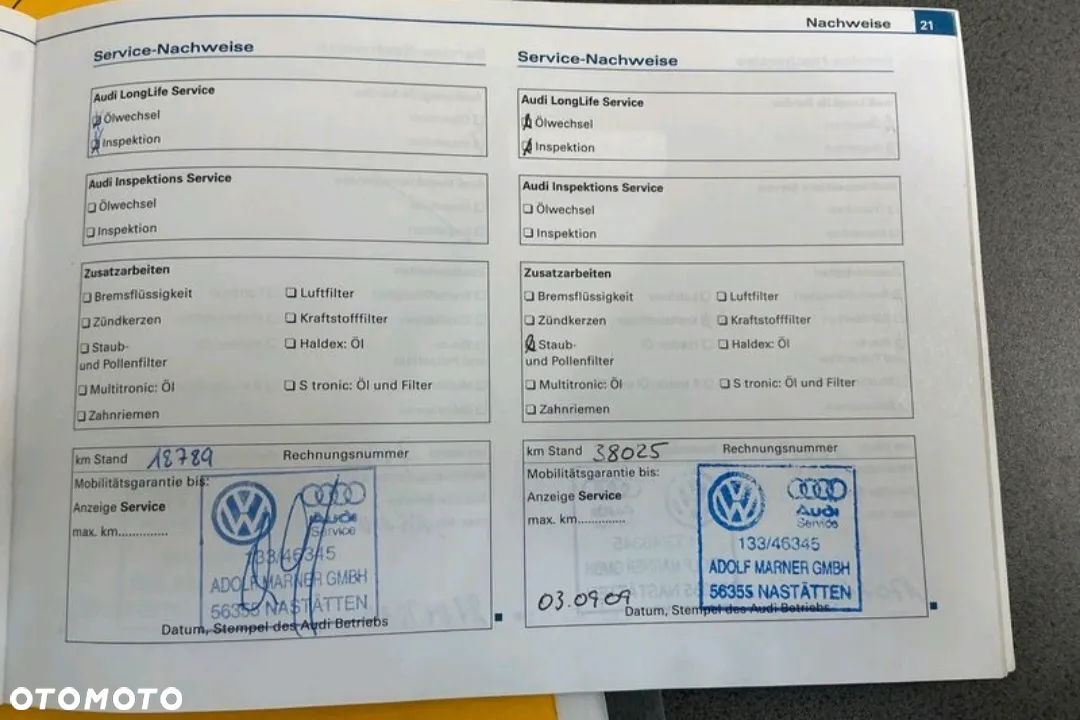 Nachweise 21
Service-Nachweise
Audi LongLife Service
Ölwechsel
Inspektion
Audi Inspektions Service
Ölwechsel
Inspektion
Zusatzarbeiten
Bremsflüssigkeit
Luftfilter
Zündkerzen
Kraftstofffilter
Staub-
und Pollenfilter
Haldex: Öl
Multitronic: Öl
S tronic: Öl und Filter
Zahnriemen
km Stand 18789
Rechnungsnummer
Mobilitätsgarantie bis:
Anzeige Service
max. km..............
Audi
Service
133/46345
ADOLF MARNER GMBH
56355 NASTÄTTEN
Datum, Stempel des Audi Betriebs
Service-Nachweise
Audi LongLife Service
Ölwechsel
Inspektion
Audi Inspektions Service
Ölwechsel
Inspektion
Zusatzarbeiten
Bremsflüssigkeit
Luftfilter
Zündkerzen
Kraftstofffilter
Staub-
und Pollenfilter
Haldex: Öl
Multitronic: Öl
S tronic: Öl und Filter
Zahnriemen
km Stand 38025
Rechnungsnummer
Mobilitätsgarantie bis:
Anzeige Service
max. km..............
Audi
Service
133/46345
ADOLF MARNER GMBH
56355 NASTÄTTEN
03.09.09
Datum, Stempel des Audi Betriebs
OTOMOTO